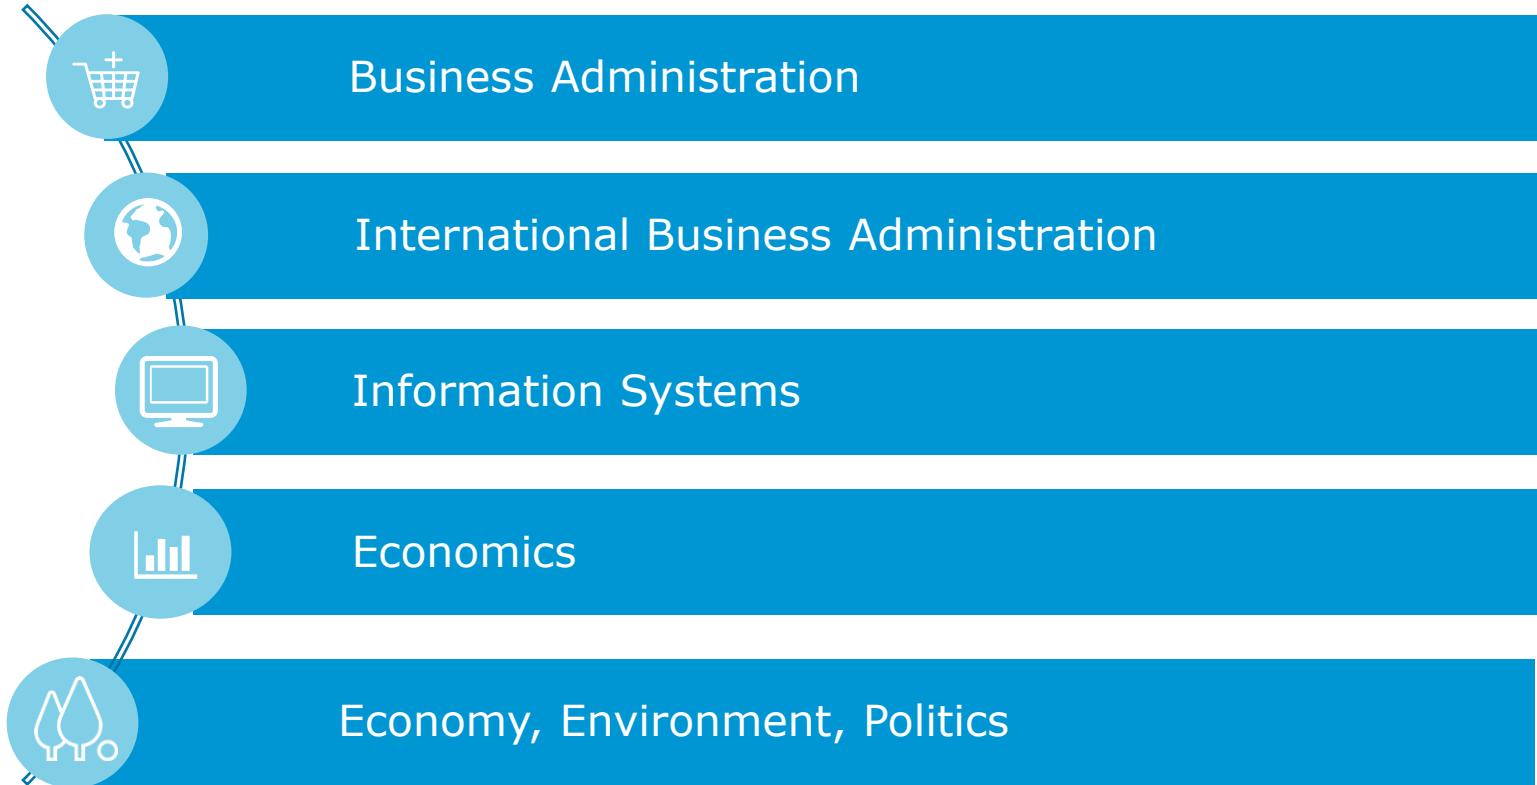 Business Administration
International Business Administration
Information Systems
Economics
Economy, Environment, Politics